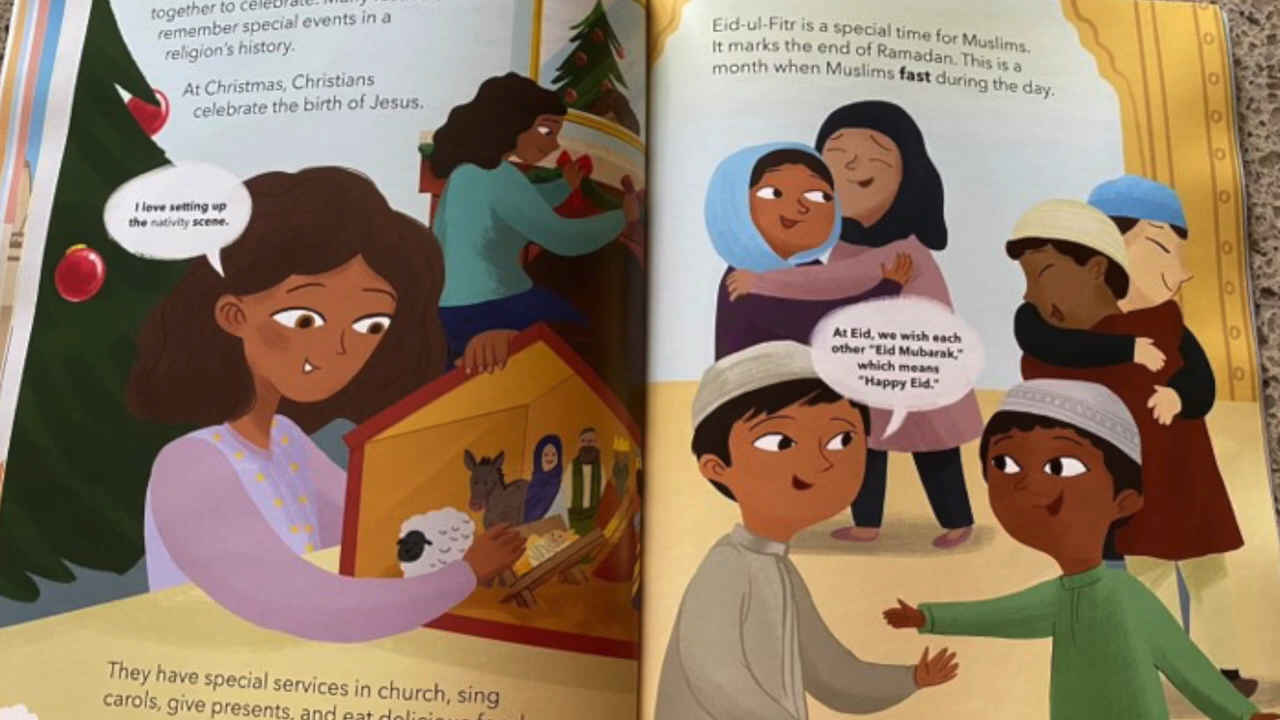 together to celebrate. Many
remember special events in a
religion's history.
At Christmas, Christians
celebrate the birth of Jesus.
I love setting up
the nativity scene.
They have special services in church, sing
carols, give presents, and eat delicious
Eid-ul-Fitr is a special time for Muslims.
It marks the end of Ramadan. This is a
month when Muslims fast during the day.
At Eid, we wish each
other "Eid Mubarak,"
which means
"Happy Eid."